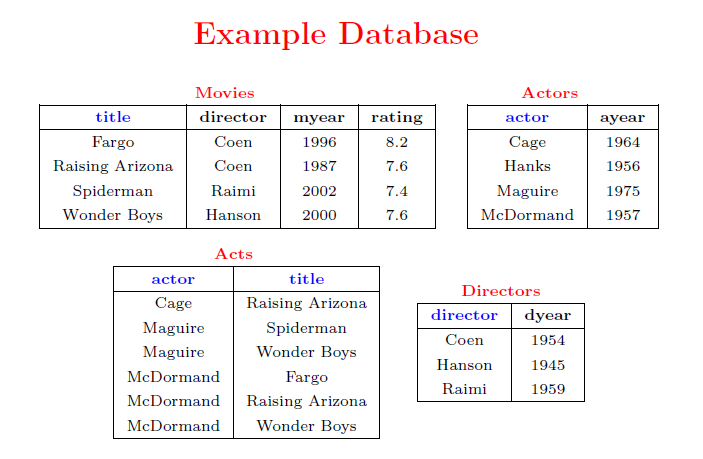 Example Database
Movies
title director myear rating
Fargo Coen 1996 8.2
Raising Arizona Coen 1987 7.6
Spiderman Raimi 2002 7.4
Wonder Boys Hanson 2000 7.6
Actors
actor ayear
Cage 1964
Hanks 1956
Maguire 1975
McDormand 1957
Acts
actor title
Cage Raising Arizona
Maguire Spiderman
Maguire Wonder Boys
McDormand Fargo
McDormand Raising Arizona
McDormand Wonder Boys
Directors
director dyear
Coen 1954
Hanson 1945
Raimi 1959